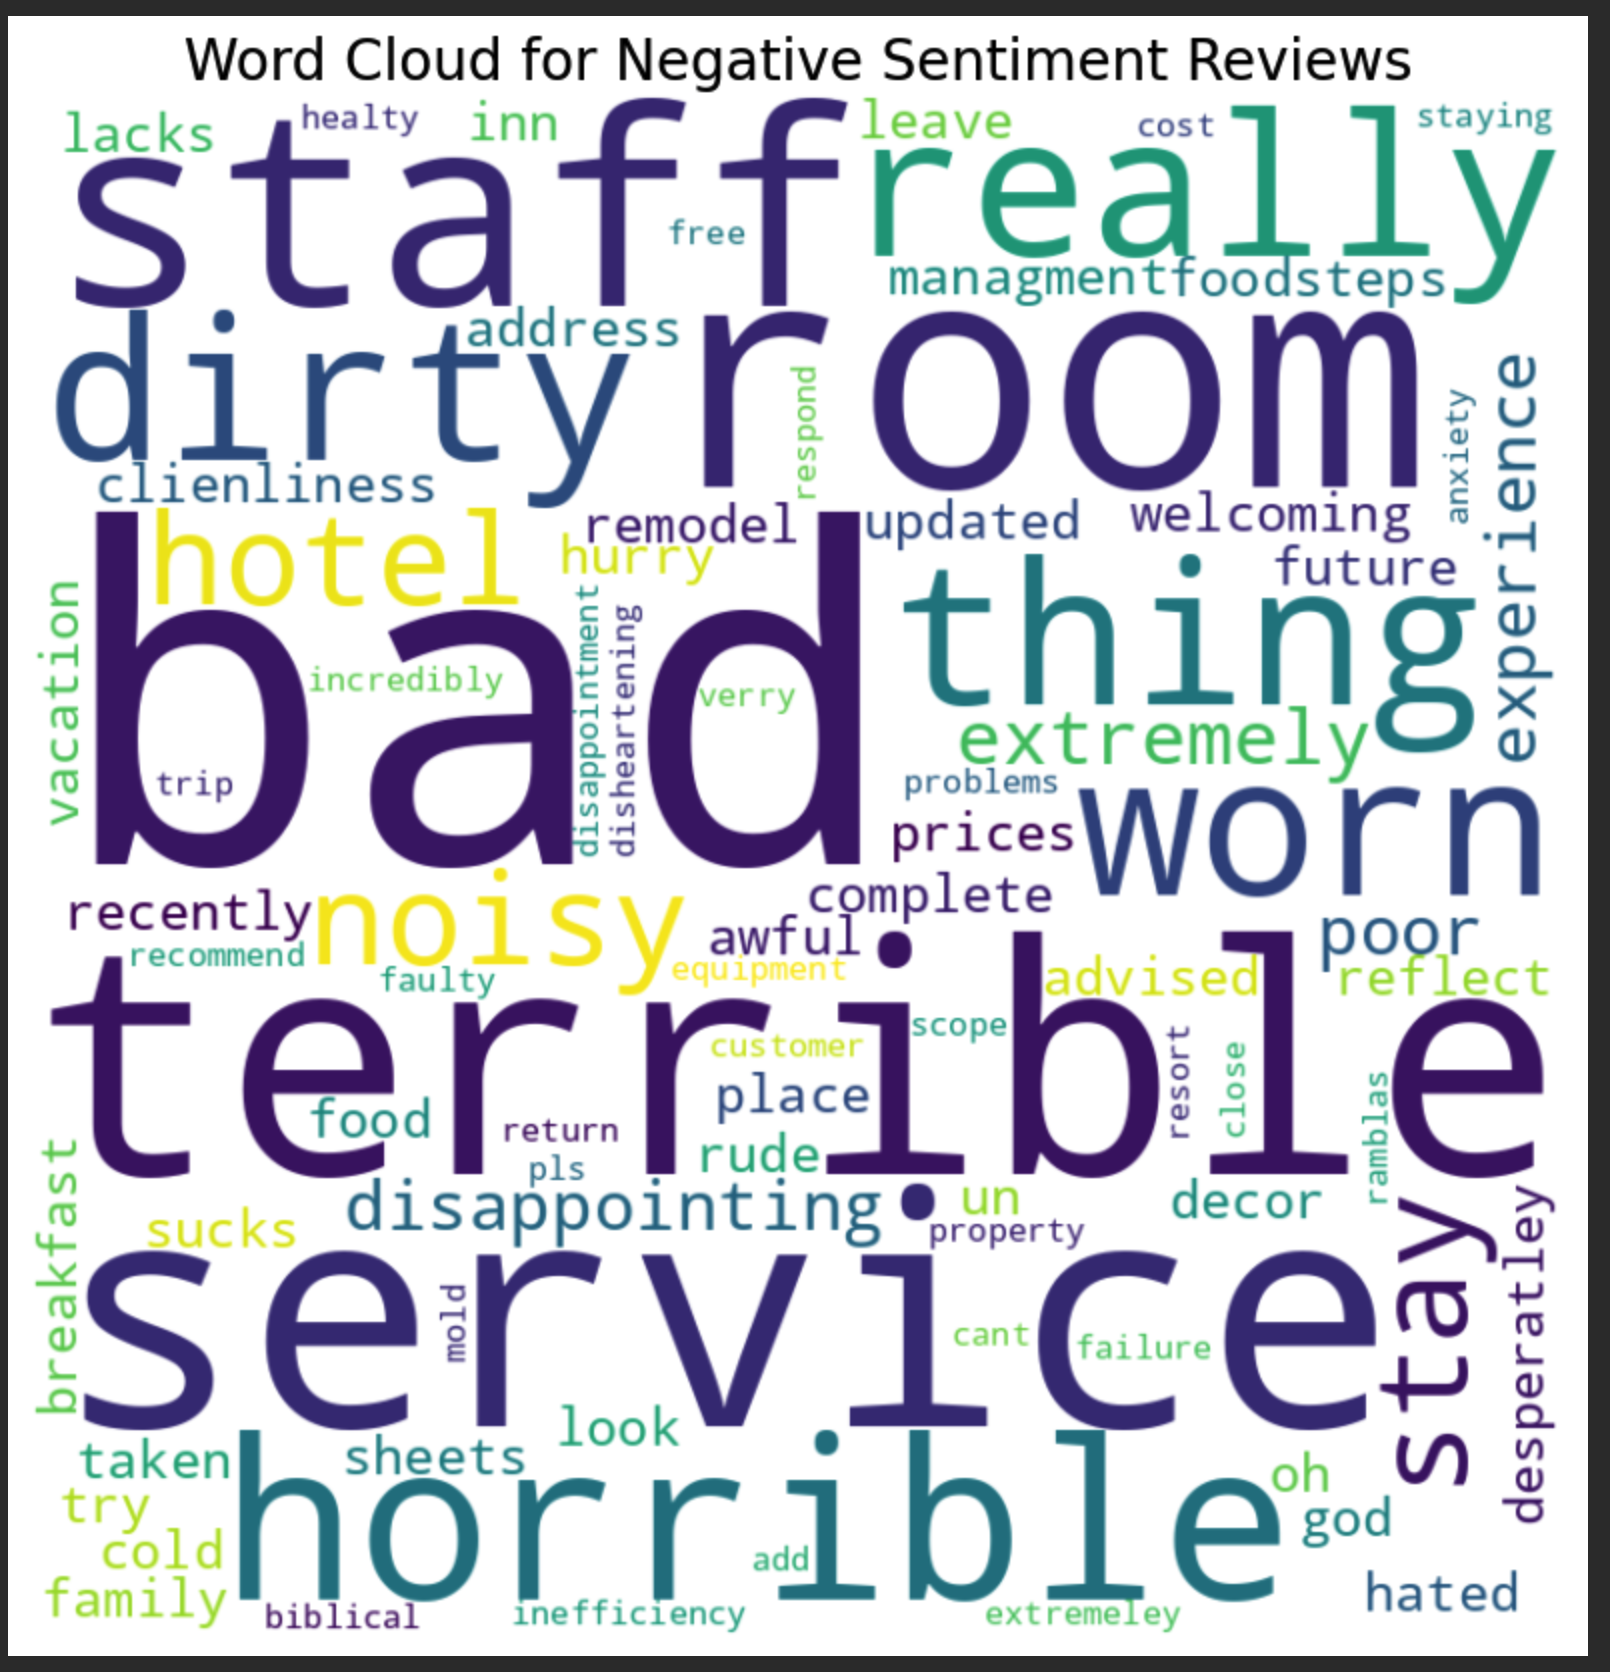 Word Cloud for Negative Sentiment Reviews
lacks
healty
inn
leave
cost
staying
staff
really
free
managment
foodsteps
dirty
address
room
respond
anxiety
experience
clienliness
hotel
remodel
hurry
updated
welcoming
future
bad
thing
vacation
incredibly
disappointment
disheartening
verry
trip
extremely
problems
prices
worn
recently
noisy
complete
awful
poor
recommend
faulty
equipment
advised
reflect
terrible
scope
customer
place
resort
close
ramblas
food
return
rude
pls
breakfast
disappointing
un
decor
sucks
property
stay
desperatley
service
mold
cant
failure
look
taken
sheets
horrible
oh
try
god
cold
add
family
hated
biblical
inefficiency
extremeley